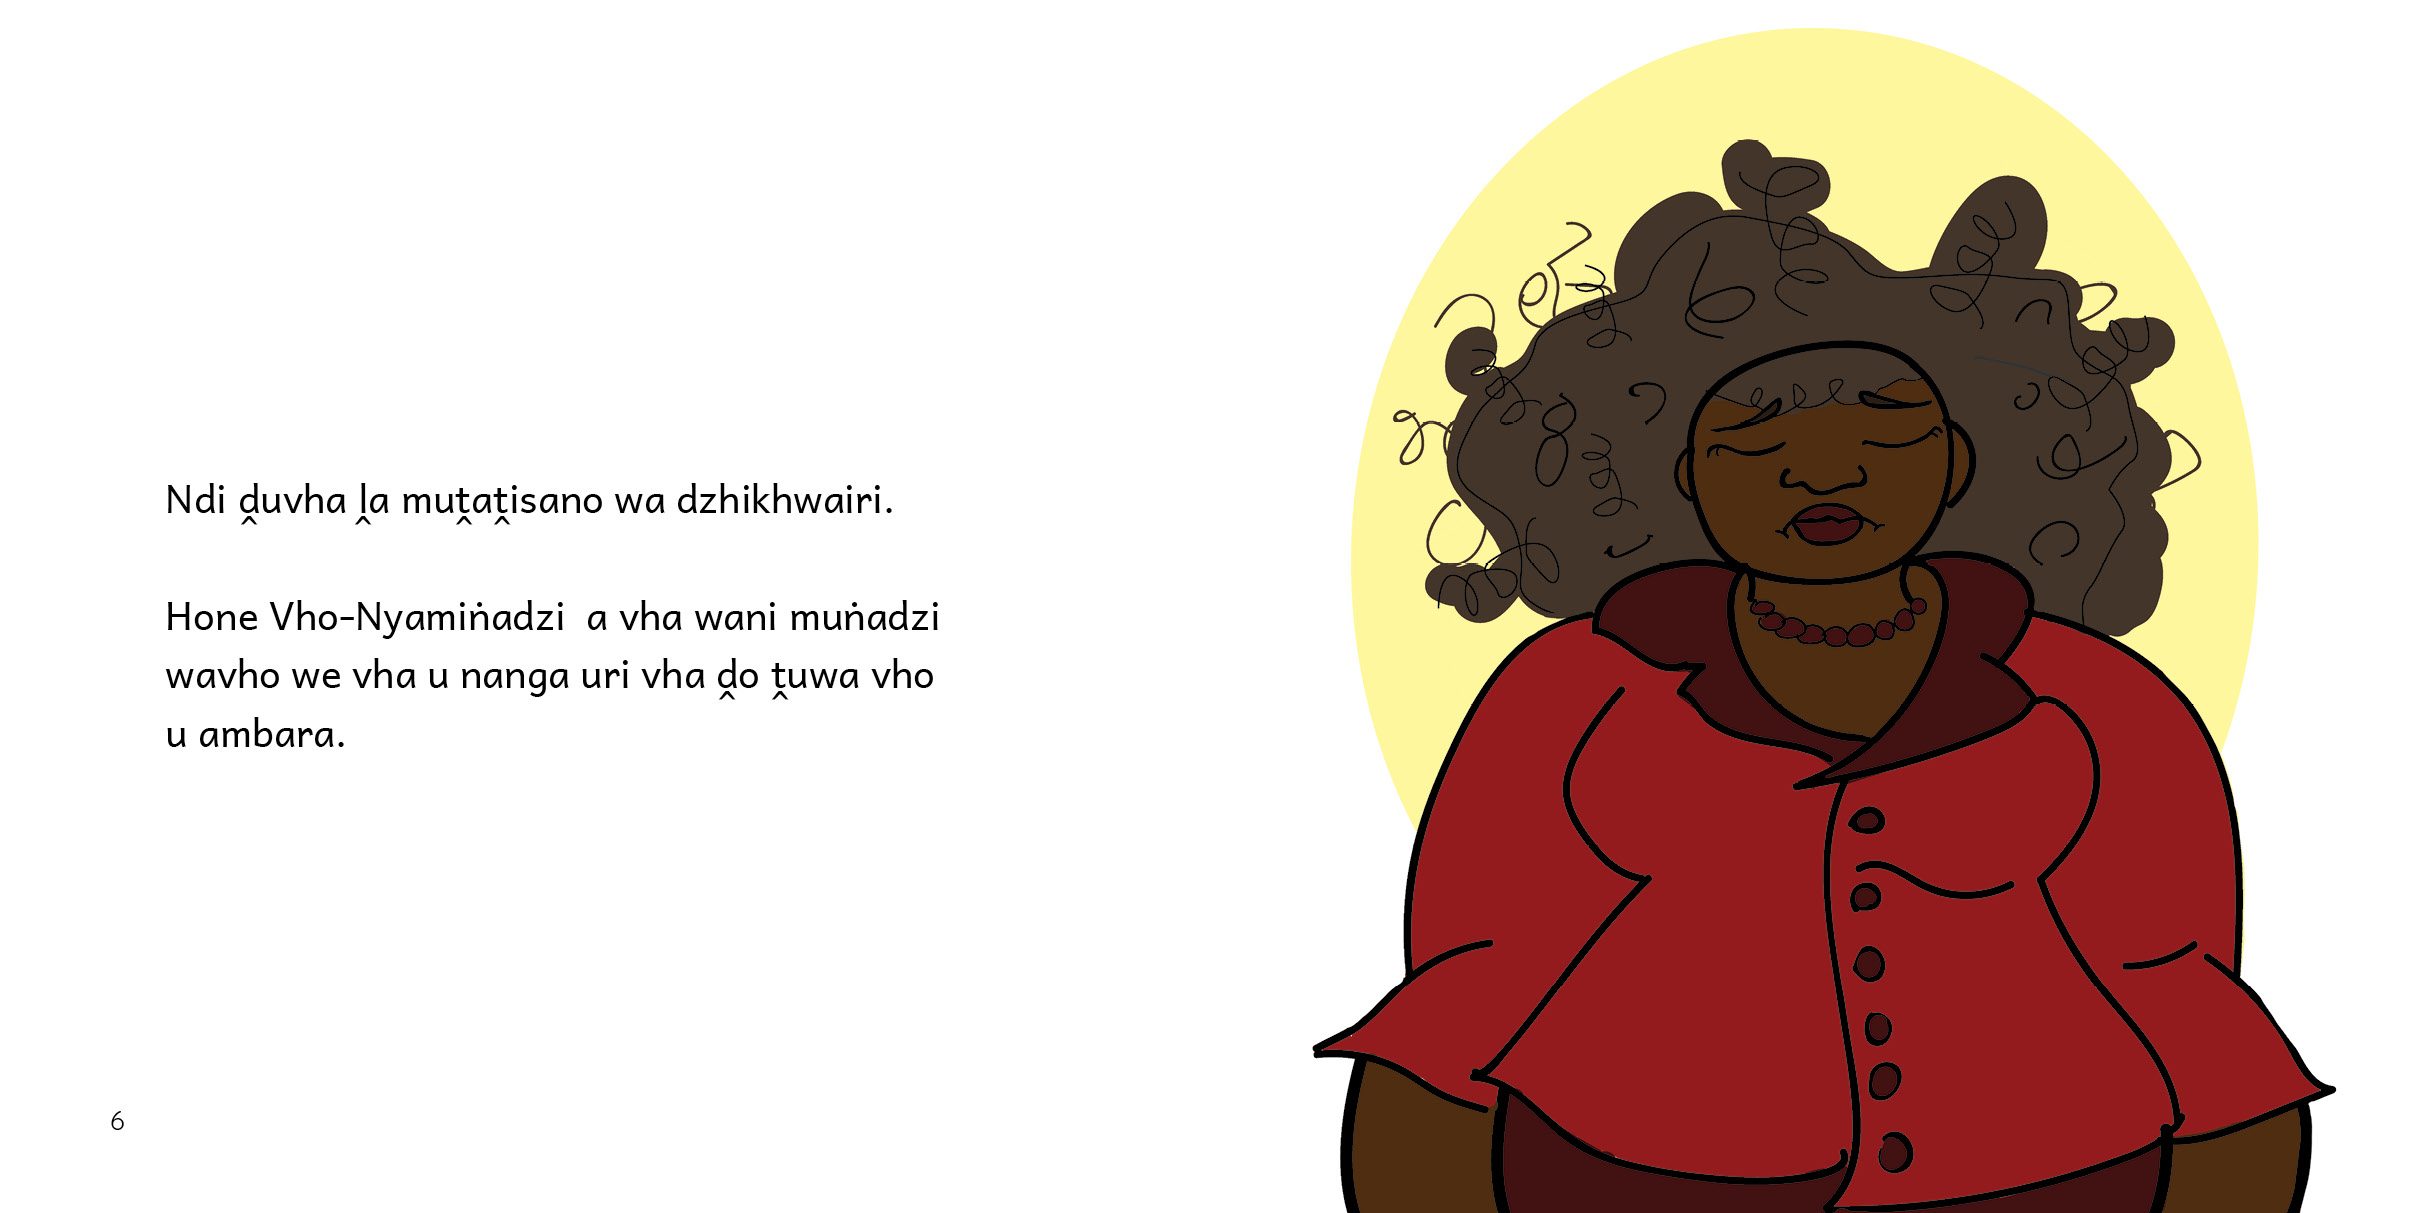 Ndi ḓuvha ḽa muṱaṱisano wa dzhikhwairi.
Hone Vho-Nyamiṅadzi a vha wani muṅadzi
wavho we vha u nanga uri vha ḓo ṱuwa vho
u ambara.
6